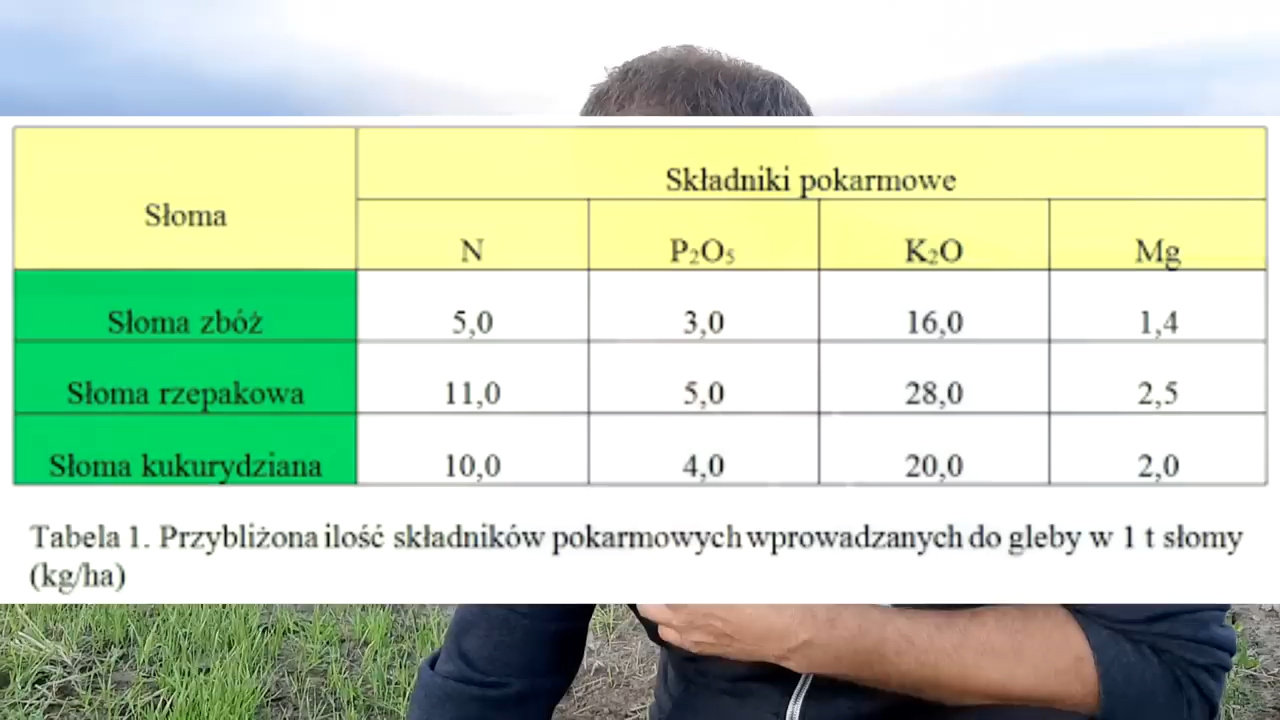 Składniki pokarmowe
Słoma
N P₂O₅ K₂O Mg
Słoma zbóż 5,0 3,0 16,0 1,4
Słoma rzepakowa 11,0 5,0 28,0 2,5
Słoma kukurydziana 10,0 4,0 20,0 2,0
Tabela 1. Przybliżona ilość składników pokarmowych wprowadzanych do gleby w 1 t słomy
(kg/ha)